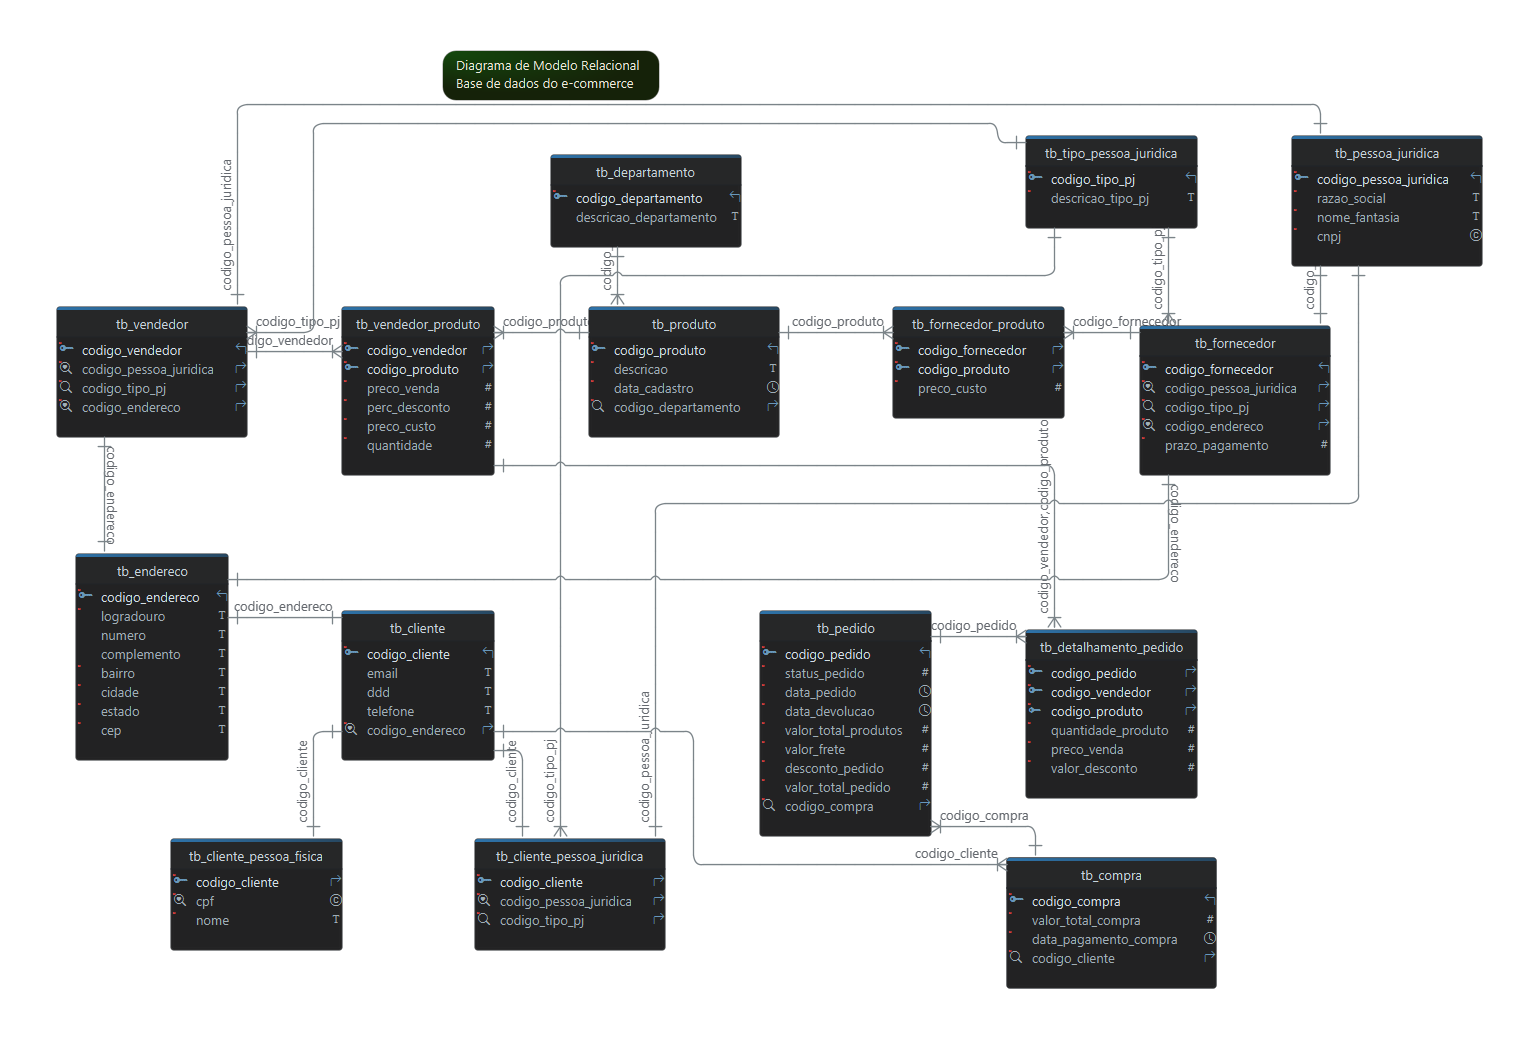 Diagrama de Modelo Relacional
Base de dados do e-commerce
tb_departamento
codigo_departamento
descricao_departamento T
tb_tipo_pessoa_juridica
codigo_tipo_pj
descricao_tipo_pj T
tb_pessoa_juridica
codigo_pessoa_juridica
razao_social T
nome_fantasia T
cnpj C
codigo_pessoa_juridica
codigo_
codigo_tipo_p
codigo_
tb_vendedor
codigo_vendedor
codigo_pessoa_juridica
codigo_tipo_pj
codigo_endereco
codigo_tipo_pj
digo_vendedor
tb_vendedor_produto
codigo_vendedor
codigo_produto
preco_venda #
perc_desconto #
preco_custo #
quantidade #
codigo_produt
tb_produto
codigo_produto
descricao T
data_cadastro
codigo_departamento
codigo_produto
tb_fornecedor_produto
codigo_fornecedor
codigo_produto
preco_custo #
codigo_fornecedor
tb_fornecedor
codigo_fornecedor
codigo_pessoa_juridica
codigo_tipo_pj
codigo_endereco
prazo_pagamento #
codigo_endereco
codigo_vendedor,codigo_produto
codigo_endereco
tb_endereco
codigo_endereco
logradouro T
numero T
complemento T
bairro T
cidade T
estado T
cep T
codigo_endereco
tb_cliente
codigo_cliente
email T
ddd T
telefone T
codigo_endereco
tb_pedido
codigo_pedido
status_pedido #
data_pedido
data_devolucao
valor_total_produtos #
valor_frete #
desconto_pedido #
valor_total_pedido #
codigo_compra
codigo_pedido
tb_detalhamento_pedido
codigo_pedido
codigo_vendedor
codigo_produto
quantidade_produto #
preco_venda #
valor_desconto #
codigo_cliente
codigo_cliente
codigo_tipo_pj
codigo_pessoa_juridica
codigo_compra
codigo_cliente
tb_cliente_pessoa_fisica
codigo_cliente
cpf C
nome T
tb_cliente_pessoa_juridica
codigo_cliente
codigo_pessoa_juridica
codigo_tipo_pj
tb_compra
codigo_compra
valor_total_compra #
data_pagamento_compra
codigo_cliente